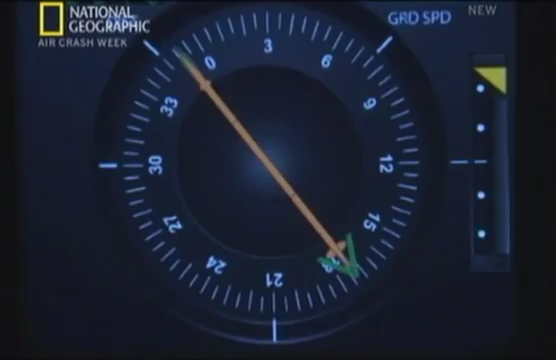 NATIONAL
GEOGRAPHIC
AIR CRASH WEEK
GRD SPD
NEW
0
3
6
9
12
15
21
24
27
30
33